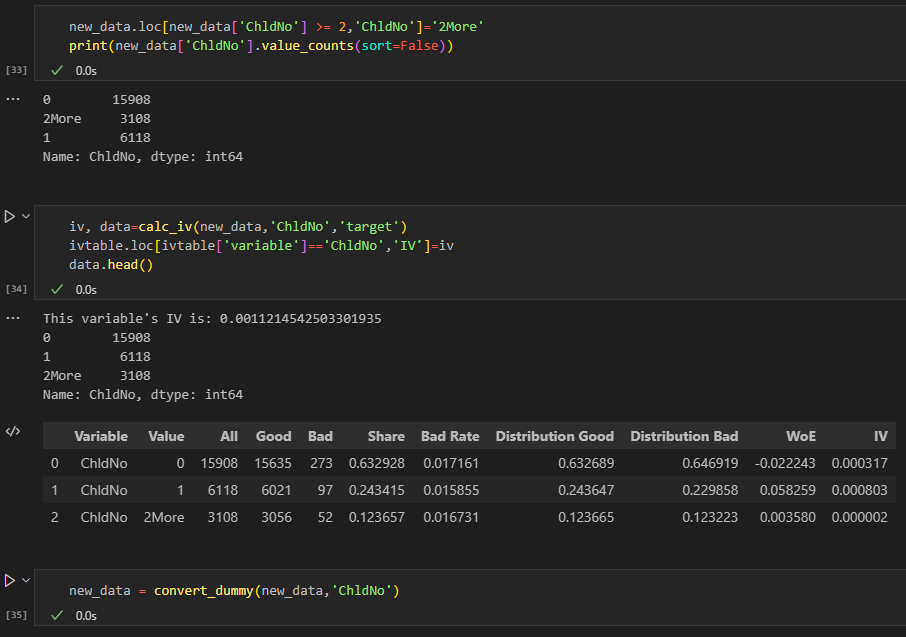 new_data.loc[new_data['ChldNo'] >= 2,'ChldNo']='2More'
print(new_data['ChldNo'].value_counts(sort=False))
[33] 0.0s
0 15908
2More 3108
1 6118
Name: ChldNo, dtype: int64
iv, data=calc_iv(new_data,'ChldNo','target')
ivtable.loc[ivtable['variable']=='ChldNo','IV']=iv
data.head()
[34] 0.0s
This variable's IV is: 0.0011214542503301935
0 15908
1 6118
2More 3108
Name: ChldNo, dtype: int64
Variable Value All Good Bad Share Bad Rate Distribution Good Distribution Bad WoE IV
0 ChldNo 0 15908 15635 273 0.632928 0.017161 0.632689 0.646919 -0.022243 0.000317
1 ChldNo 1 6118 6021 97 0.243415 0.015855 0.243647 0.229858 0.058259 0.000803
2 ChldNo 2More 3108 3056 52 0.123657 0.016731 0.123665 0.123223 0.003580 0.000002
new_data = convert_dummy(new_data,'ChldNo')
[35] 0.0s